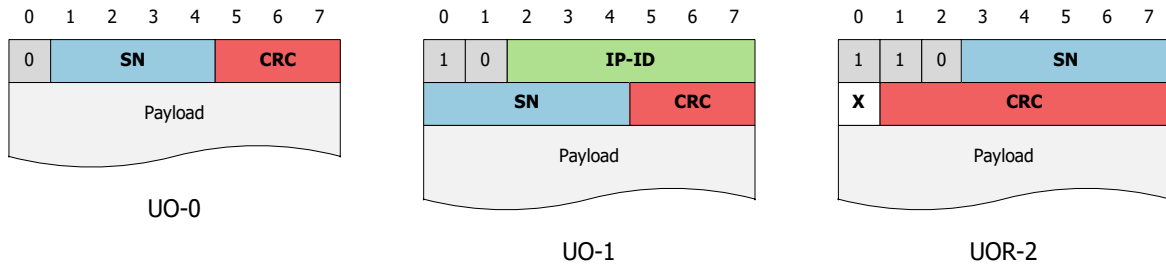 0 1 2 3 4 5 6 7
0 SN CRC
Payload
UO-0
0 1 2 3 4 5 6 7
1 0 IP-ID
SN CRC
Payload
UO-1
0 1 2 3 4 5 6 7
1 1 0 SN
X CRC
Payload
UOR-2